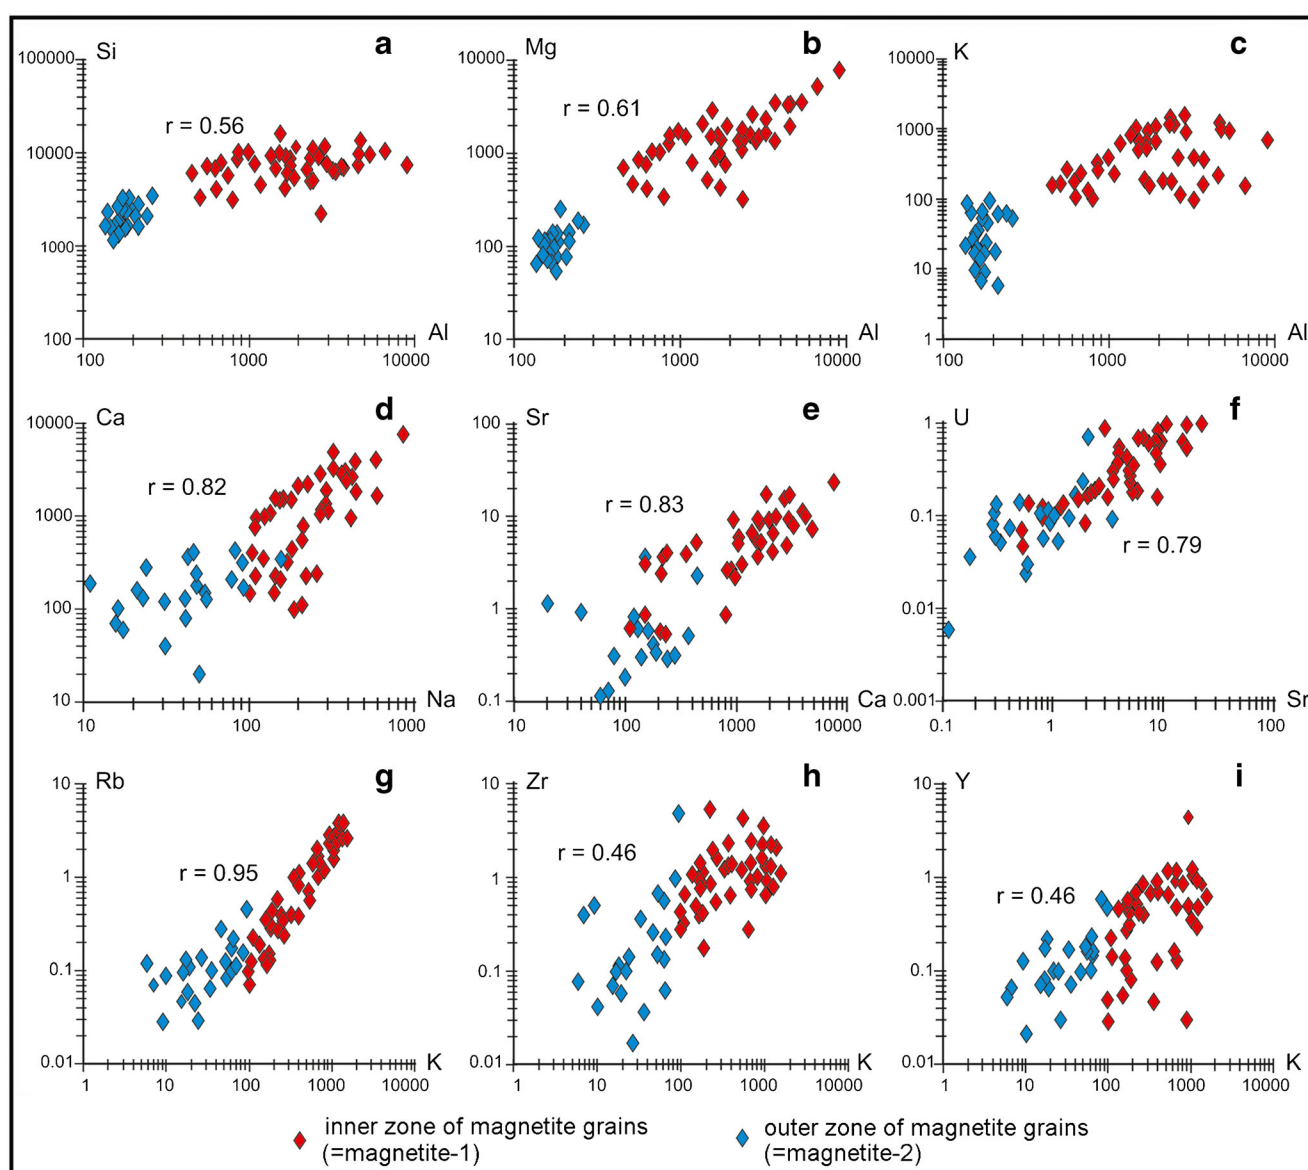 Si a
100000
10000
1000
100
r = 0.56
Al
100 1000 10000
Mg b
10000
1000
100
10
r = 0.61
Al
100 1000 10000
K c
10000
1000
100
10
1
Al
100 1000 10000
Ca d
10000
1000
100
10
r = 0.82
Na
10 100 1000
Sr e
100
10
1
0.1
r = 0.83
Ca
10 100 1000 10000
U f
1
0.1
0.01
0.001
r = 0.79
Sr
0.1 1 10 100
Rb g
10
1
0.1
0.01
r = 0.95
K
1 10 100 1000 10000
Zr h
10
1
0.1
0.01
r = 0.46
K
1 10 100 1000 10000
Y i
10
1
0.1
0.01
r = 0.46
K
1 10 100 1000 10000
inner zone of magnetite grains
(=magnetite-1)
outer zone of magnetite grains
(=magnetite-2)